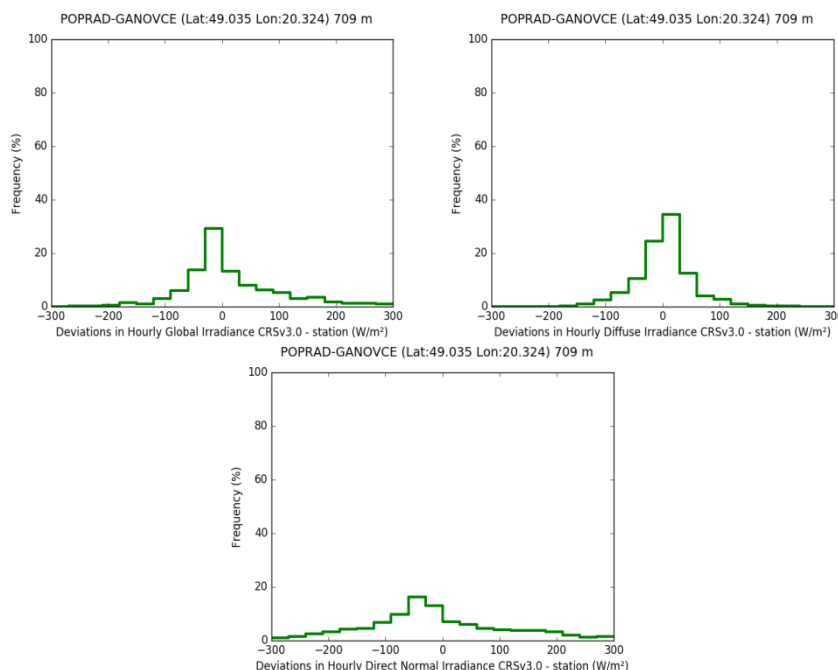 POPRAD-GANOVCE (Lat:49.035 Lon:20.324) 709 m
100
80
60
40
20
0
Frequency (%)
−300 −200 −100 0 100 200 300
Deviations in Hourly Global Irradiance CRSv3.0 - station (W/m²)
POPRAD-GANOVCE (Lat:49.035 Lon:20.324) 709 m
100
80
60
40
20
0
Frequency (%)
−300 −200 −100 0 100 200 300
Deviations in Hourly Diffuse Irradiance CRSv3.0 - station (W/m²)
POPRAD-GANOVCE (Lat:49.035 Lon:20.324) 709 m
100
80
60
40
20
0
Frequency (%)
−300 −200 −100 0 100 200 300
Deviations in Hourly Direct Normal Irradiance CRSv3.0 - station (W/m²)